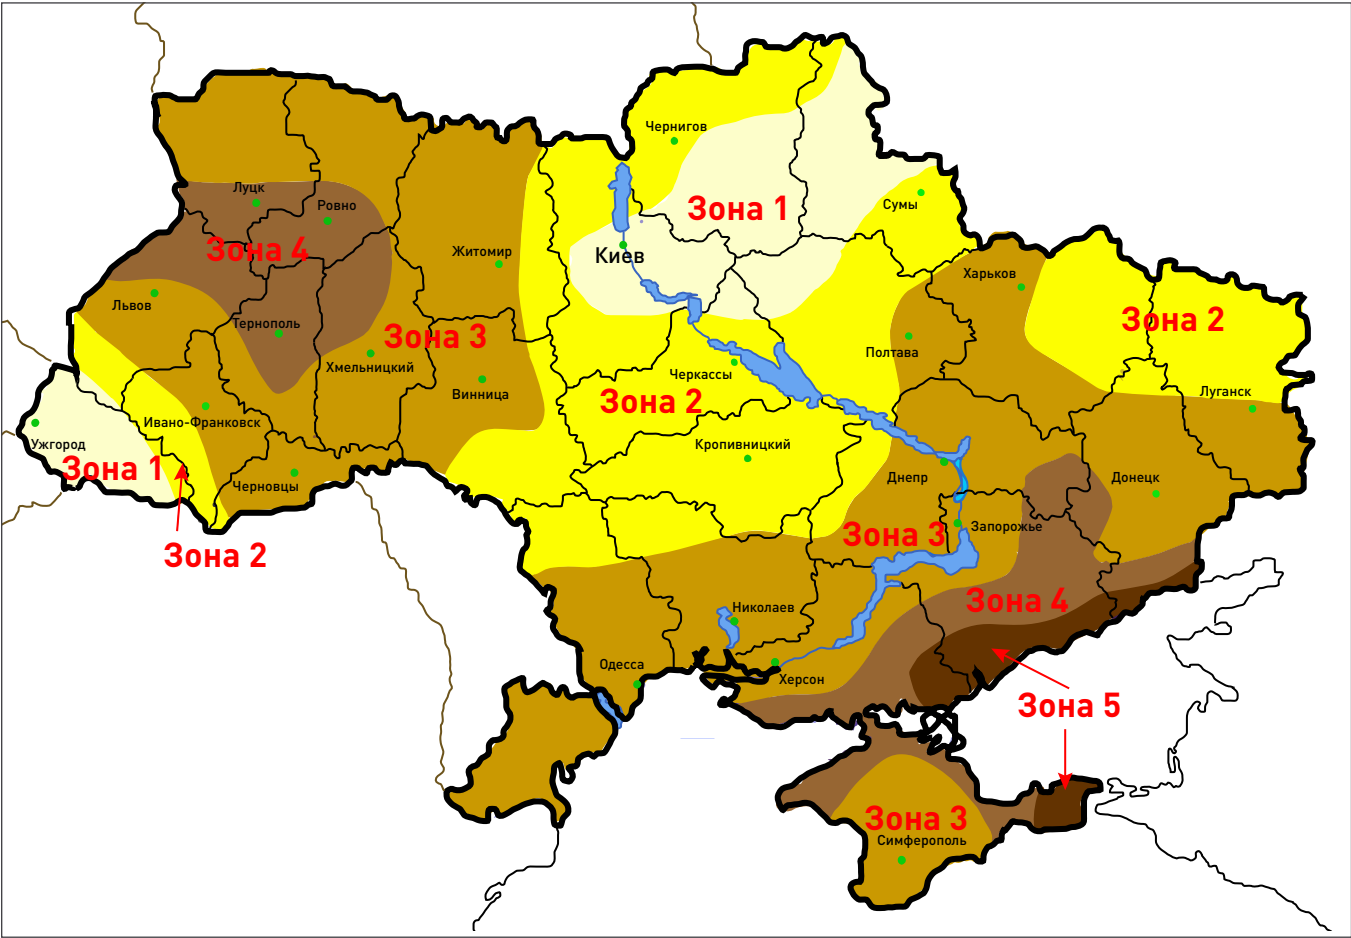 Чернигов
Зона 1
Луцк
Ровно
Сумы
Зона 4
Житомир
Киев
Харьков
Львов
Тернополь
Зона 3
Зона 2
Полтава
Хмельницкий
Черкассы
Винница
Зона 2
Луганск
Ивано-Франковск
Ужгород
Кропивницкий
Зона 1
Черновцы
Днепр
Донецк
Запорожье
Зона 3
Зона 2
Зона 4
Николаев
Одесса
Херсон
Зона 5
Зона 3
Симферополь